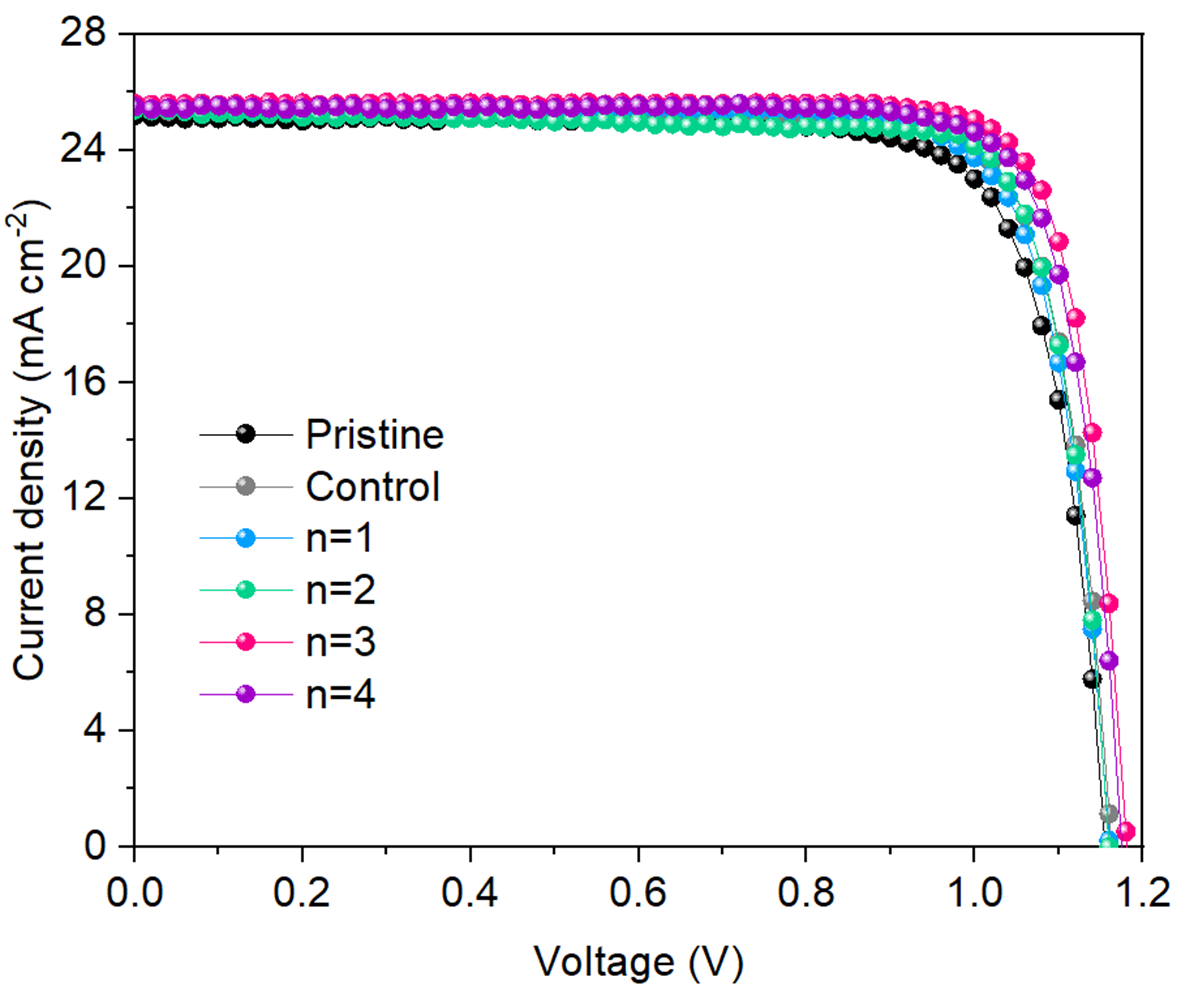 28
24
20
16
12
8
4
0
Current density (mA cm-2)
Pristine
Control
n=1
n=2
n=3
n=4
0.0 0.2 0.4 0.6 0.8 1.0 1.2
Voltage (V)